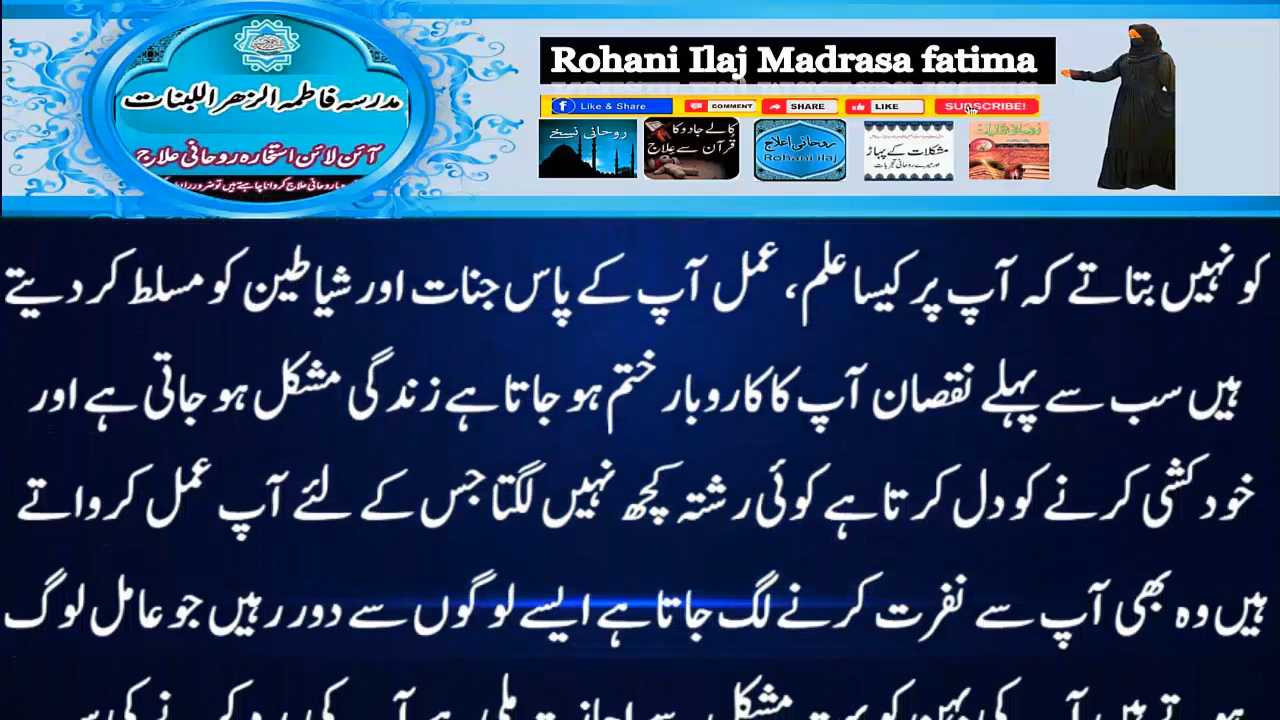 مدرسہ فاطمہ الزھرا للبنات
آئن لائن استخارہ روحانی علاج
Rohani Ilaj Madrasa fatima
Like & Share
COMMENT
SHARE
LIKE
SUBSCRIBE!
روحانی نسخے
کالے جادو کا
قرآن سے علاج
روحانی علاج
Rohani ilaj
مشکلات کے پہاڑ
کو نہیں بتاتے کہ آپ پر کیسا علم، عمل آپ کے پاس جنات اور شیاطین کو مسلط کر دیتے
ہیں سب سے پہلے نقصان آپ کا کاروبار ختم ہو جاتا ہے زندگی مشکل ہو جاتی ہے اور
خود کشی کرنے کو دل کرتا ہے کوئی رشتہ کچھ نہیں لگتا جس کے لئے آپ عمل کرواتے
ہیں وہ بھی آپ سے نفرت کرنے لگ جاتا ہے ایسے لوگوں سے دور رہیں جو عامل لوگ